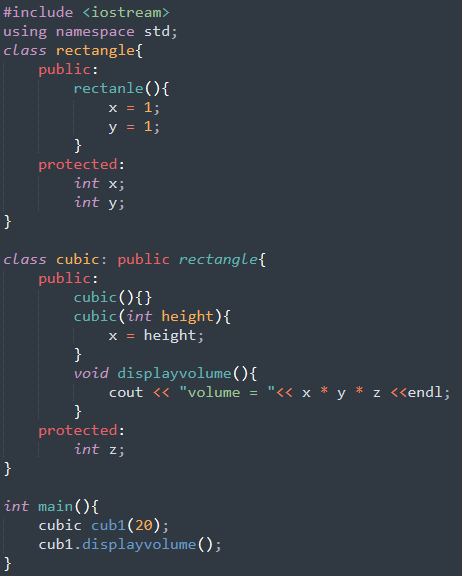 #include <iostream>
using namespace std;
class rectangle{
    public:
        rectanle(){
            x = 1;
            y = 1;
        }
    protected:
        int x;
        int y;
}

class cubic: public rectangle{
    public:
        cubic(){}
        cubic(int height){
            x = height;
        }
        void displayvolume(){
            cout << "volume = "<< x * y * z <<endl;
        }
    protected:
        int z;
}

int main(){
    cubic cub1(20);
    cub1.displayvolume();
}